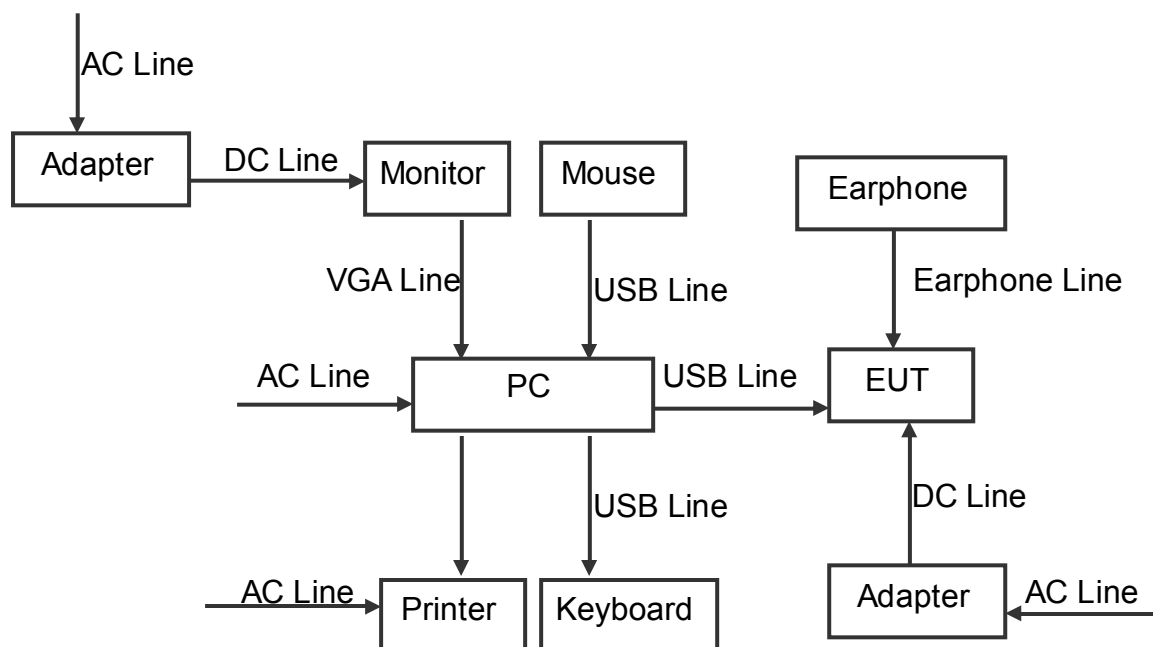 AC Line
Adapter
DC Line
Monitor
Mouse
Earphone
VGA Line
USB Line
Earphone Line
AC Line
PC
USB Line
EUT
USB Line
DC Line
AC Line
Printer
Keyboard
Adapter
AC Line